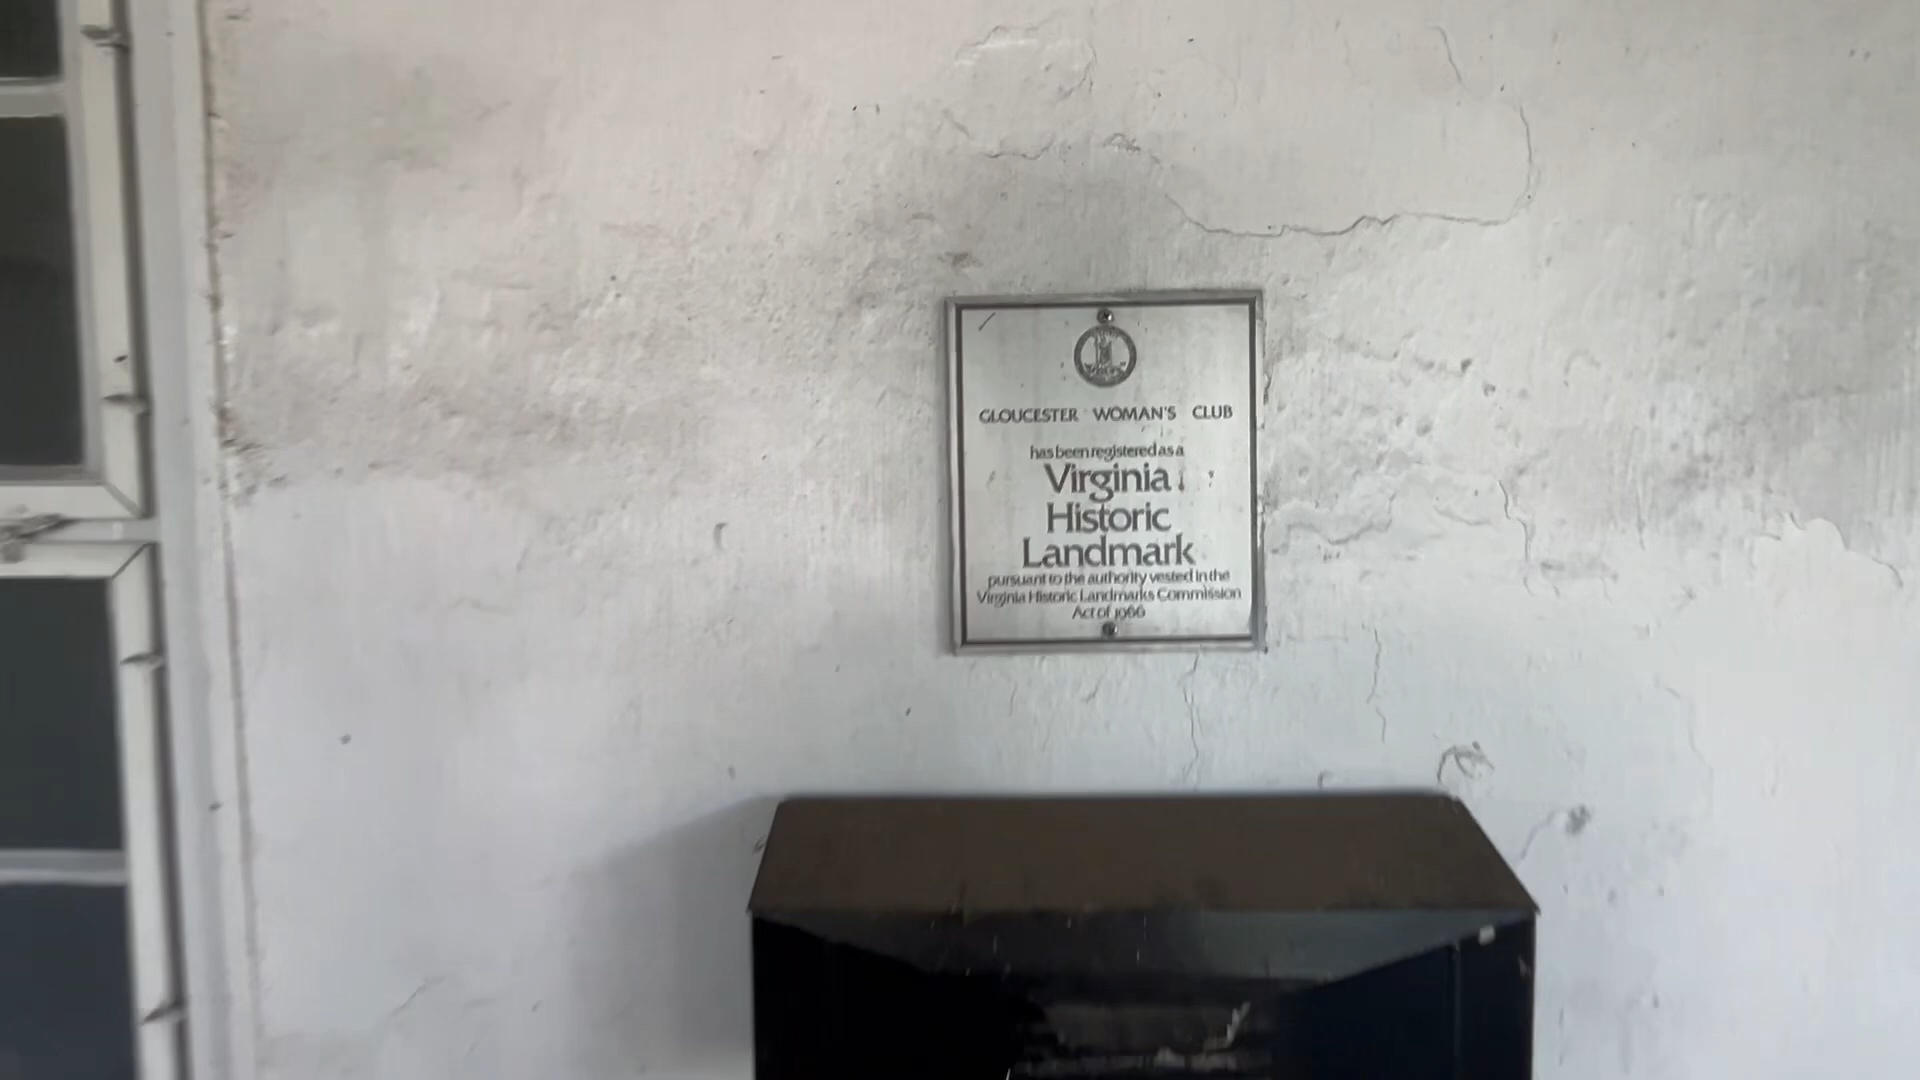 GLOUCESTER WOMAN'S CLUB
has been registered as a
Virginia
Historic
Landmark
pursuant to the authority vested in the
Virginia Historic Landmarks Commission
Act of 1966